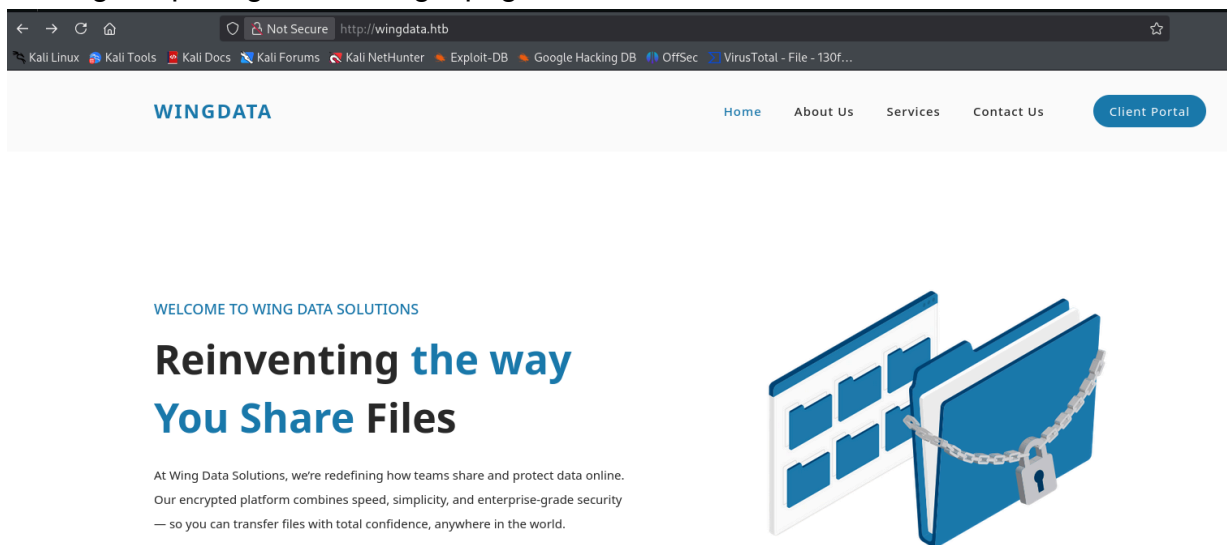 Not Secure http://wingdata.htb
Kali Linux Kali Tools Kali Docs Kali Forums Kali NetHunter Exploit-DB Google Hacking DB OffSec VirusTotal - File - 130f...
WINGDATA Home About Us Services Contact Us Client Portal
WELCOME TO WING DATA SOLUTIONS
Reinventing the way
You Share Files
At Wing Data Solutions, we're redefining how teams share and protect data online.
Our encrypted platform combines speed, simplicity, and enterprise-grade security
— so you can transfer files with total confidence, anywhere in the world.